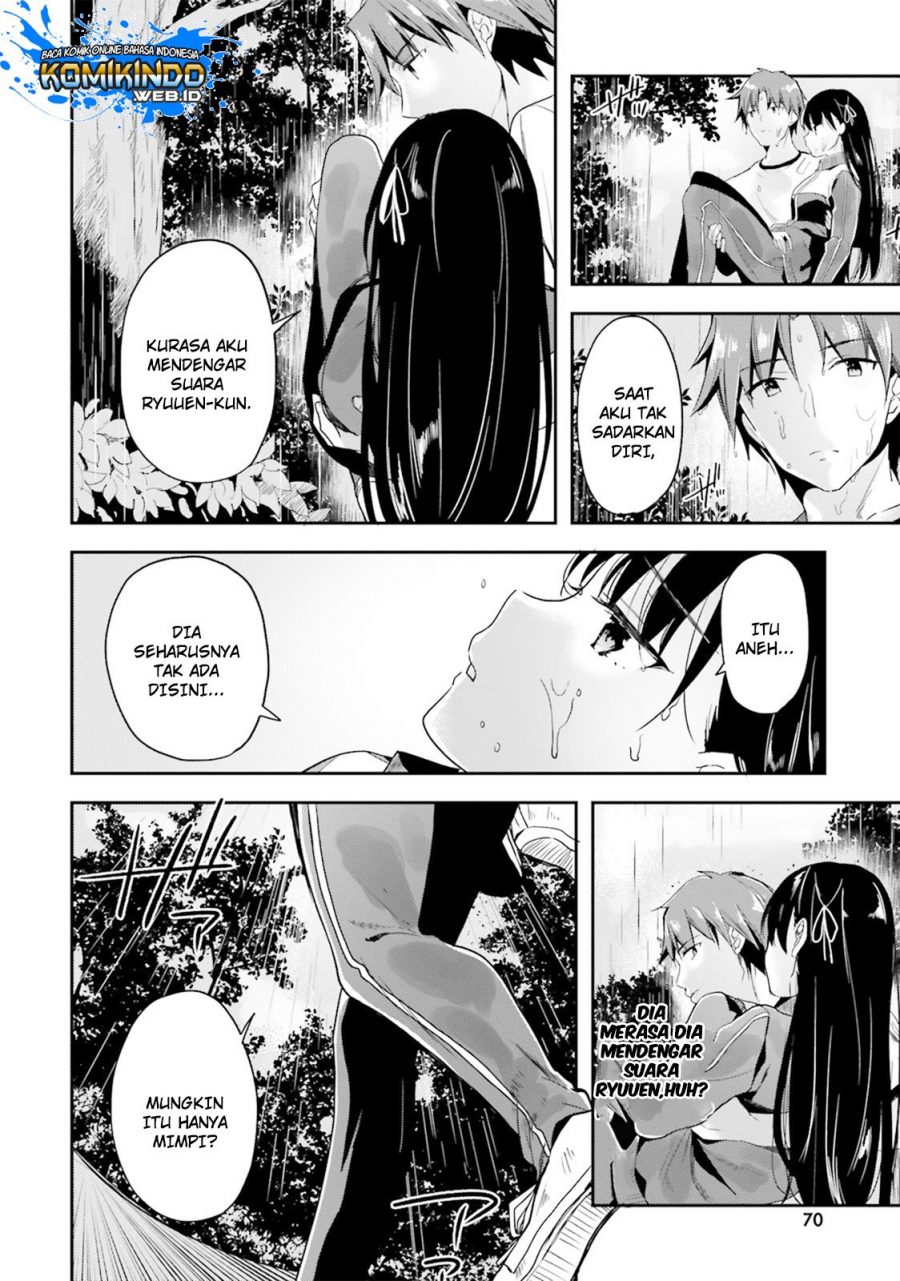 BACA KOMIK ONLINE BAHASA INDONESIA
KOMIKINDO
WEB.ID
SAAT
AKU TAK
SADARKAN
DIRI,
KURASA AKU
MENDENGAR
SUARA
RYUUEN-KUN.
ITU
ANEH...
DIA
SEHARUSNYA
TAK ADA
DISINI...
DIA
MERASA DIA
MENDENGAR
SUARA
RYUUEN,HUH?
MUNGKIN
ITU HANYA
MIMPI?
70